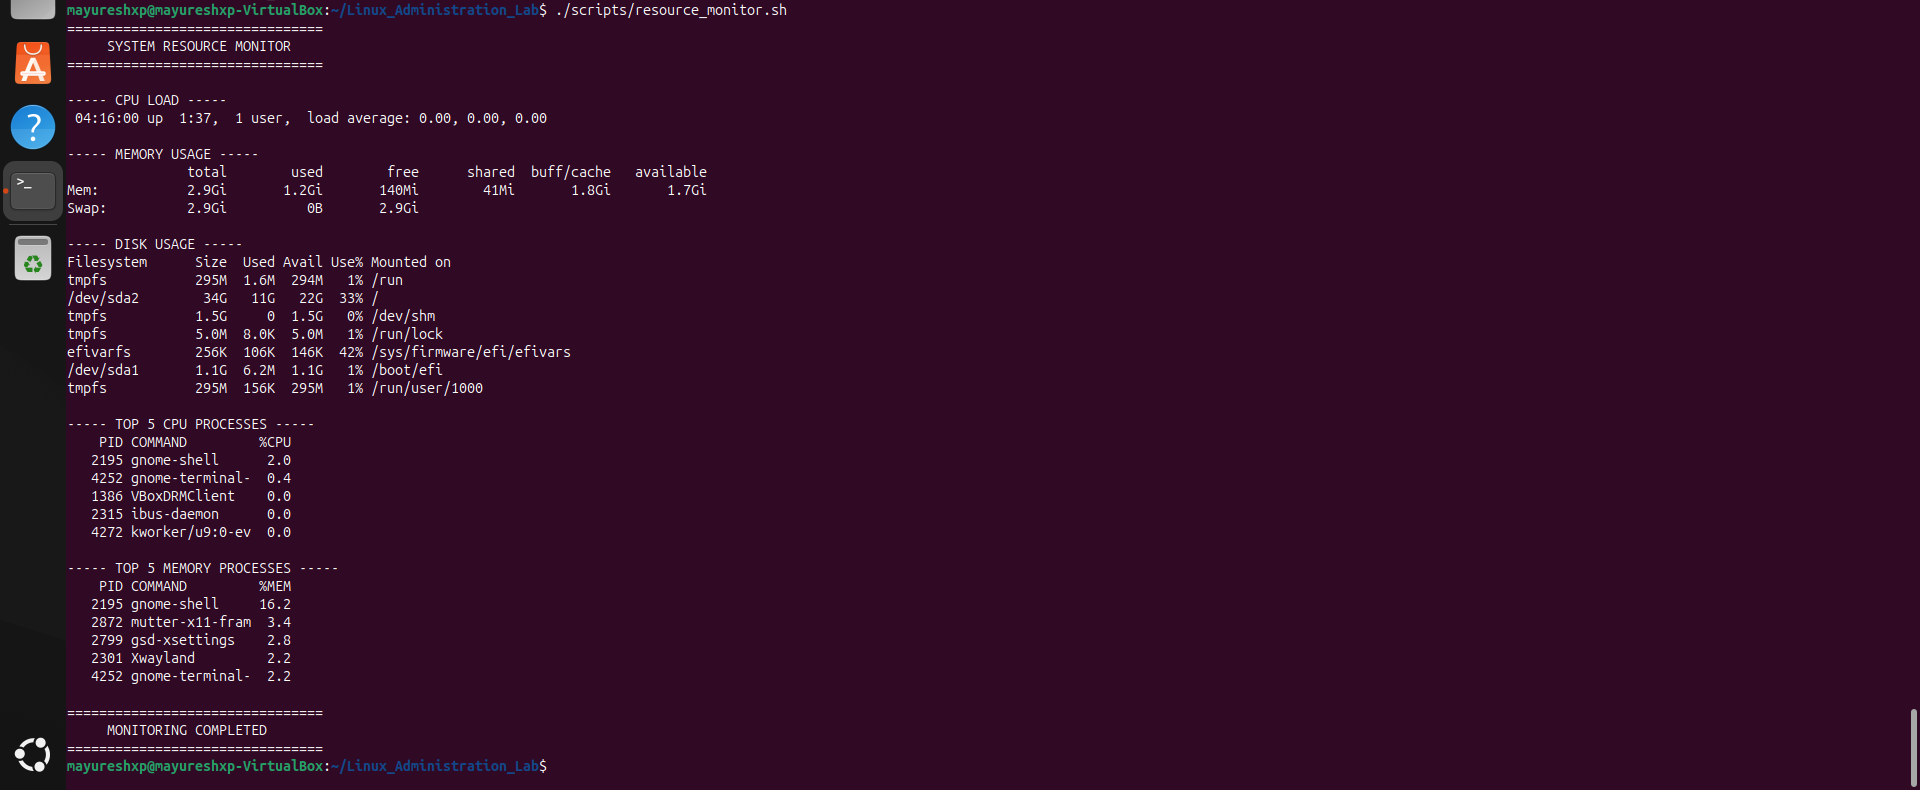 mayureshxp@mayureshxp-VirtualBox:~/Linux_Administration_Lab$ ./scripts/resource_monitor.sh
================================
     SYSTEM RESOURCE MONITOR
================================

----- CPU LOAD -----
 04:16:00 up  1:37,  1 user,  load average: 0.00, 0.00, 0.00

----- MEMORY USAGE -----
               total        used        free      shared  buff/cache   available
Mem:           2.9Gi       1.2Gi       140Mi        41Mi       1.8Gi       1.7Gi
Swap:          2.9Gi          0B       2.9Gi

----- DISK USAGE -----
Filesystem      Size  Used Avail Use% Mounted on
tmpfs           295M  1.6M  294M   1% /run
/dev/sda2        34G   11G   22G  33% /
tmpfs           1.5G     0  1.5G   0% /dev/shm
tmpfs           5.0M  8.0K  5.0M   1% /run/lock
efivarfs        256K  106K  146K  42% /sys/firmware/efi/efivars
/dev/sda1       1.1G  6.2M  1.1G   1% /boot/efi
tmpfs           295M  156K  295M   1% /run/user/1000

----- TOP 5 CPU PROCESSES -----
    PID COMMAND         %CPU
   2195 gnome-shell      2.0
   4252 gnome-terminal-  0.4
   1386 VBoxDRMClient    0.0
   2315 ibus-daemon      0.0
   4272 kworker/u9:0-ev  0.0

----- TOP 5 MEMORY PROCESSES -----
    PID COMMAND         %MEM
   2195 gnome-shell     16.2
   2872 mutter-x11-fram  3.4
   2799 gsd-xsettings    2.8
   2301 Xwayland         2.2
   4252 gnome-terminal-  2.2

================================
     MONITORING COMPLETED
================================
mayureshxp@mayureshxp-VirtualBox:~/Linux_Administration_Lab$